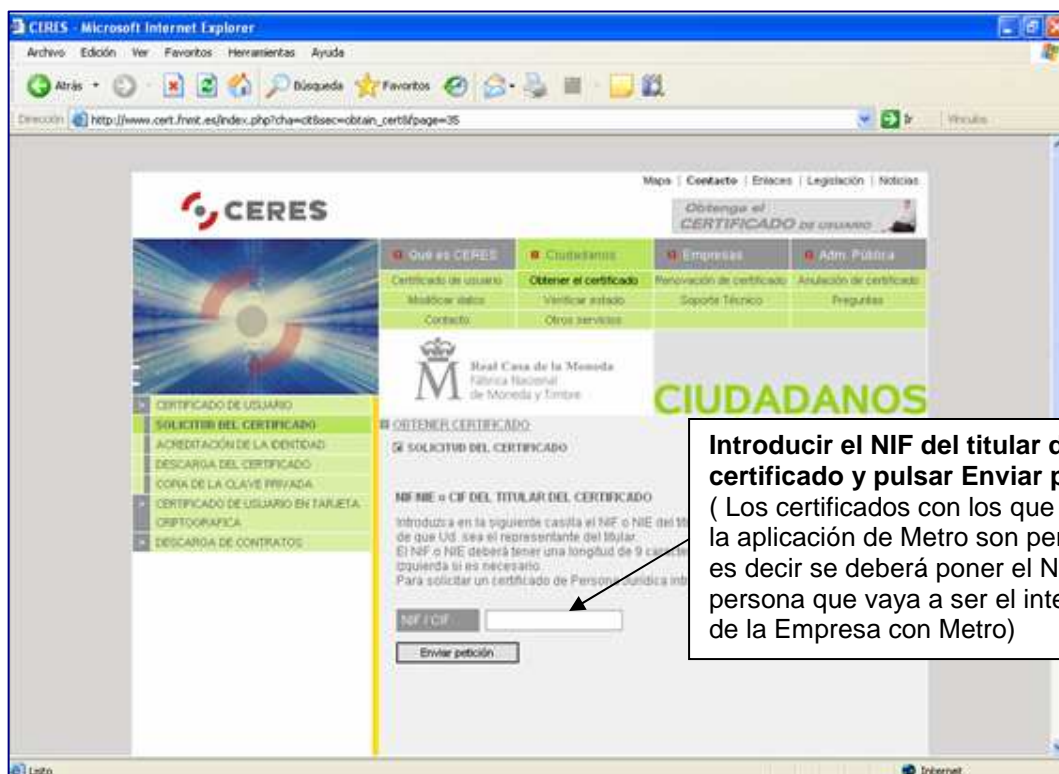 CERES - Microsoft Internet Explorer
Archivo Edición Ver Favoritos Herramientas Ayuda
Atrás Búsqueda Favoritos
Dirección http://www.cert.fnmt.es/index.php?cha=cit&sec=obtain_cert&page=35 Ir Vínculos
Mapa | Contacto | Enlaces | Legislación | Noticias
CERES
Obtenga el
CERTIFICADO DE USUARIO
Qué es CERES Ciudadanos Empresas Adm. Pública
Certificado de usuario Obtener el certificado Renovación de certificado Anulación de certificado
Modificar datos Verificar estado Soporte Técnico Preguntas
Contacto Otros servicios
Real Casa de la Moneda
Fábrica Nacional
de Moneda y Timbre
CIUDADANOS
CERTIFICADO DE USUARIO
SOLICITUD DEL CERTIFICADO
ACREDITACIÓN DE LA IDENTIDAD
DESCARGA DEL CERTIFICADO
COPIA DE LA CLAVE PRIVADA
CERTIFICADO DE USUARIO EN TARJETA
CRIPTOGRAFICA
DESCARGA DE CONTRATOS
OBTENER CERTIFICADO
SOLICITUD DEL CERTIFICADO
NIF NIE o CIF DEL TITULAR DEL CERTIFICADO
Introduzca en la siguiente casilla el NIF o NIE del
de que Ud. sea el representante del titular.
El NIF o NIE deberá tener una longitud de 9
izquierda si es necesario.
Para solicitar un certificado de Persona Jurídica
NIF / CIF
Enviar petición
Introducir el NIF del titular
certificado y pulsar Enviar
( Los certificados con los que
la aplicación de Metro son
es decir se deberá poner el
persona que vaya a ser el
de la Empresa con Metro)
Listo Internet